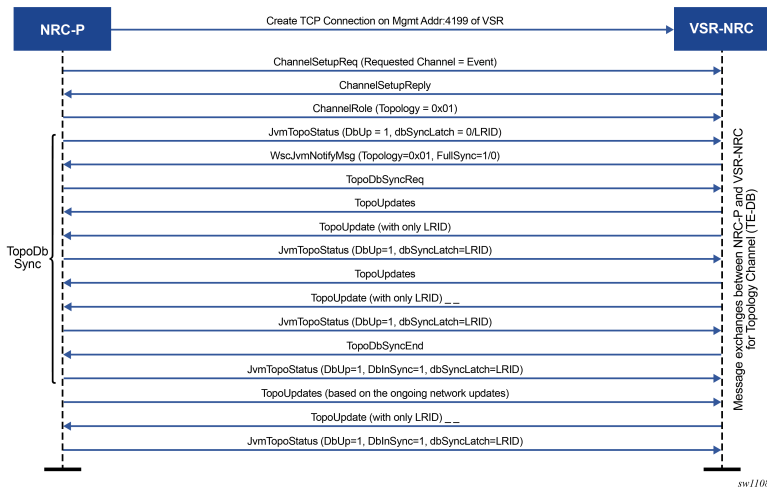 Create TCP Connection on Mgmt Addr:4199 of VSR
NRC-P
VSR-NRC
ChannelSetupReq (Requested Channel = Event)
ChannelSetupReply
ChannelRole (Topology = 0x01)
JvmTopoStatus (DbUp = 1, dbSyncLatch = 0/LRID)
WscJvmNotifyMsg (Topology=0x01, FullSync=1/0)
TopoDbSyncReq
TopoUpdates
TopoUpdate (with only LRID)
JvmTopoStatus (DbUp=1, dbSyncLatch=LRID)
TopoUpdates
TopoUpdate (with only LRID) _ _
JvmTopoStatus (DbUp=1, dbSyncLatch=LRID)
TopoDbSyncEnd
JvmTopoStatus (DbUp=1, DbInSync=1, dbSyncLatch=LRID)
TopoUpdates (based on the ongoing network updates)
TopoUpdate (with only LRID) _ _
JvmTopoStatus (DbUp=1, DbInSync=1, dbSyncLatch=LRID)
TopoDb
Sync
Message exchanges between NRC-P and VSR-NRC
for Topology Channel (TE-DB)